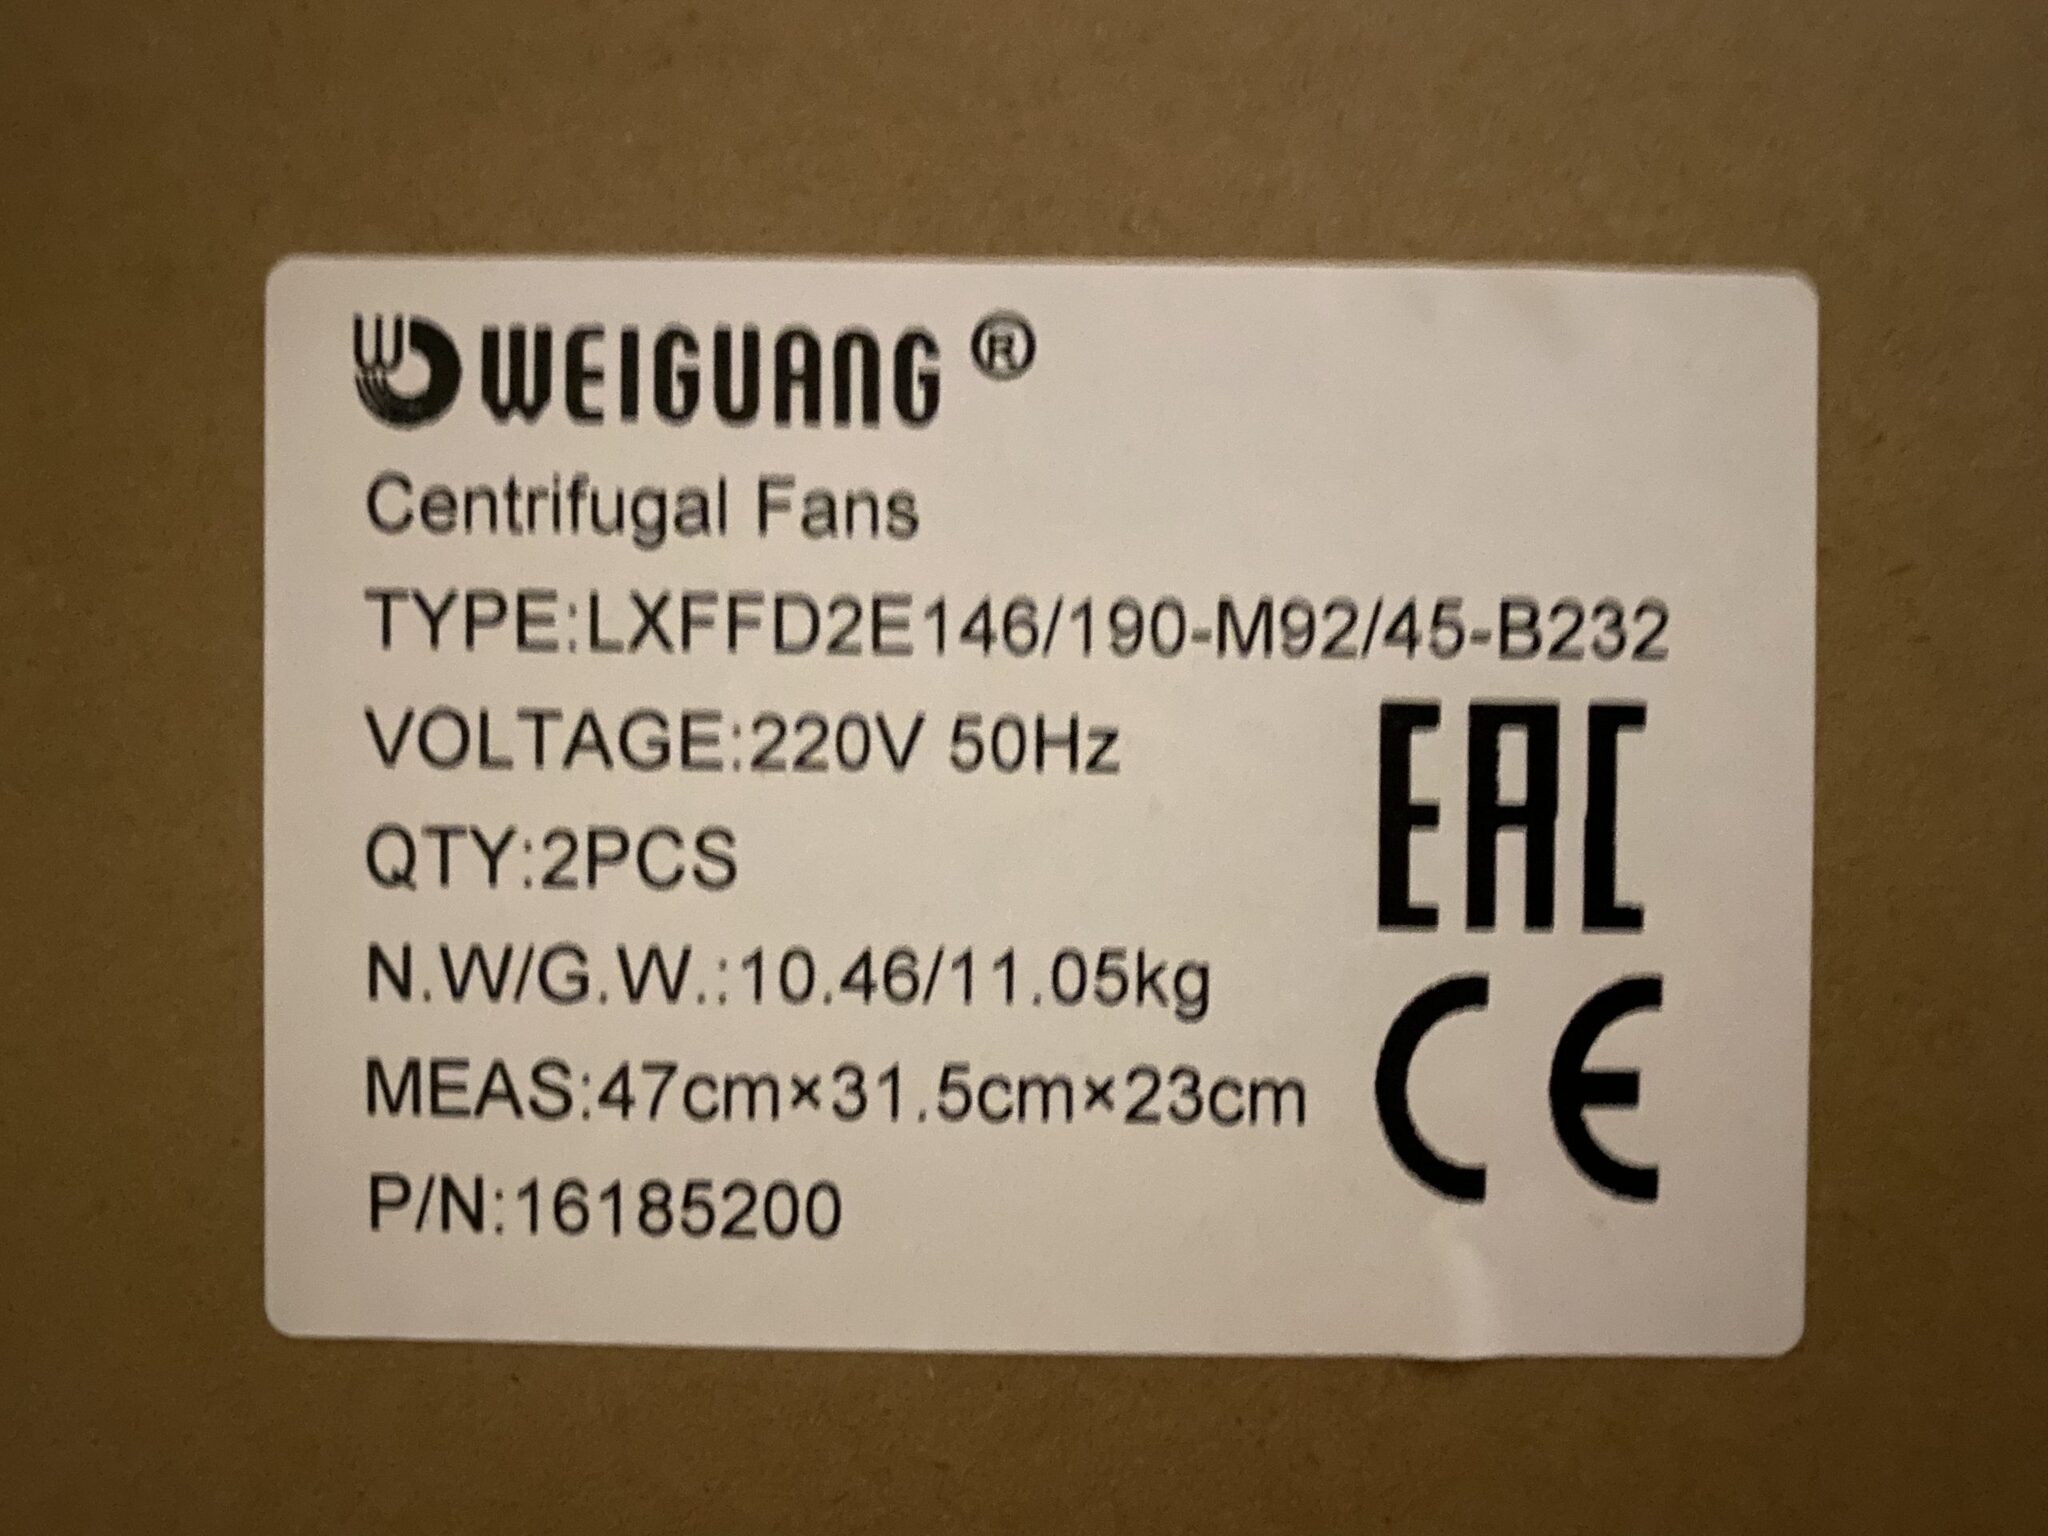 WEIGUANG ®
Centrifugal Fans
TYPE:LXFFD2E146/190-M92/45-B232
VOLTAGE:220V 50Hz
QTY:2PCS
N.W/G.W.:10.46/11.05kg
MEAS:47cm×31.5cm×23cm
P/N:16185200
EAC
CE